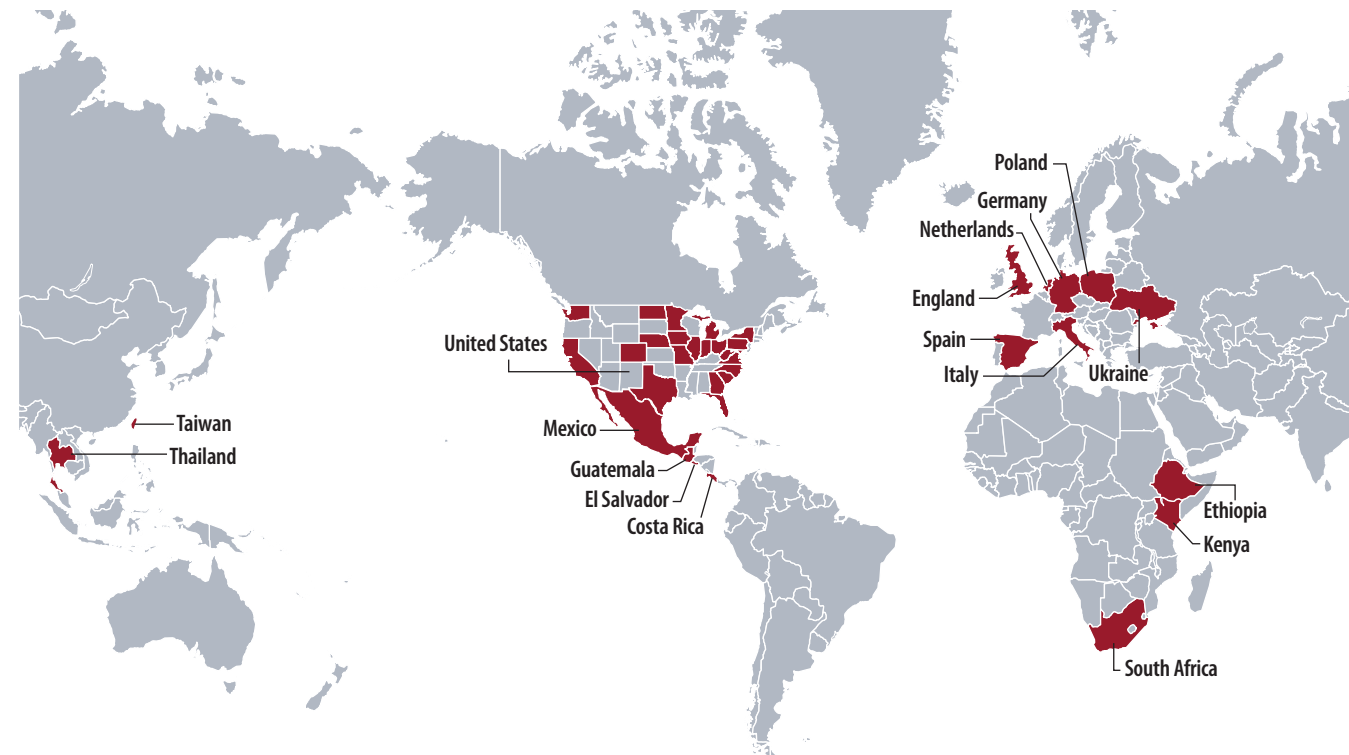 Poland
Germany
Netherlands
England
Spain
Italy
Ukraine
United States
Taiwan
Thailand
Mexico
Guatemala
El Salvador
Costa Rica
Ethiopia
Kenya
South Africa